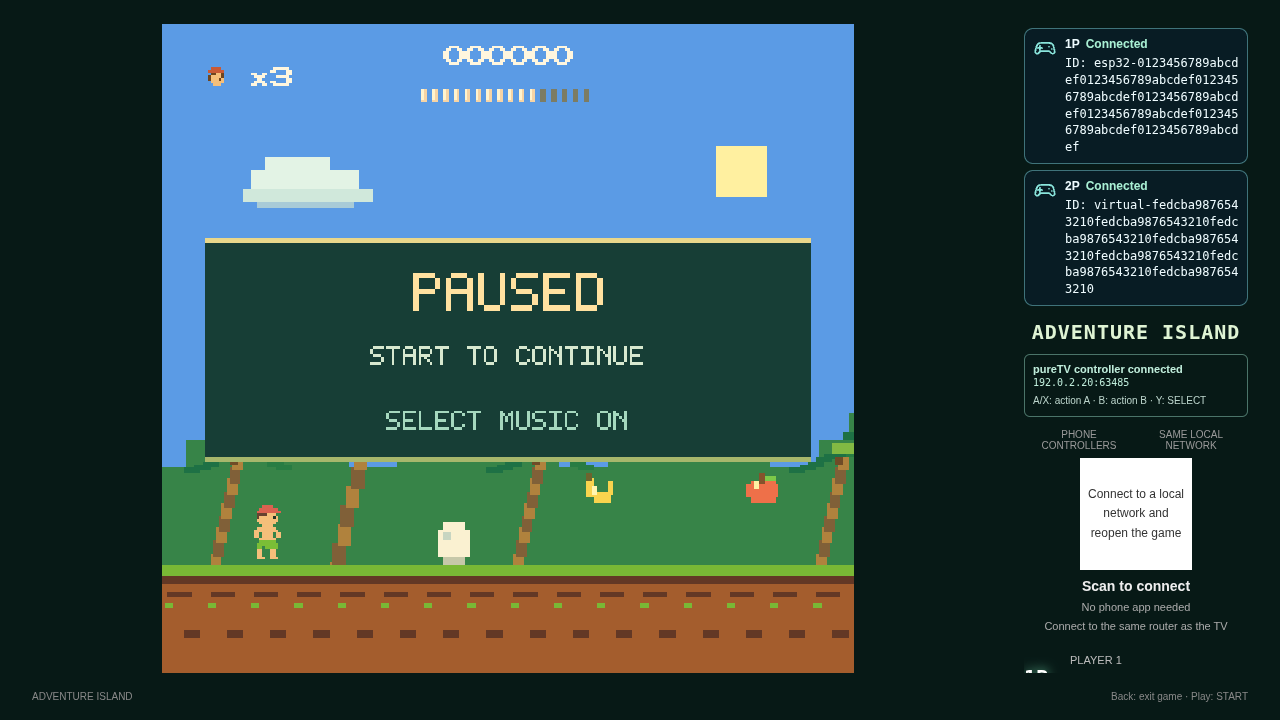 000000
x3
PAUSED
START TO CONTINUE
SELECT MUSIC ON
1P Connected
ID: esp32-0123456789abcd
ef0123456789abcdef012345
6789abcdef0123456789abcd
ef0123456789abcdef012345
6789abcdef0123456789abcd
ef
2P Connected
ID: virtual-fedcba987654
3210fedcba9876543210fedc
ba9876543210fedcba987654
3210fedcba9876543210fedc
ba9876543210fedcba987654
3210
ADVENTURE ISLAND
pureTV controller connected
192.0.2.20:63485
A/X: action A · B: action B · Y: SELECT
PHONE CONTROLLERS
SAME LOCAL NETWORK
Connect to a local
network and
reopen the game
Scan to connect
No phone app needed
Connect to the same router as the TV
PLAYER 1
ADVENTURE ISLAND
Back: exit game · Play: START